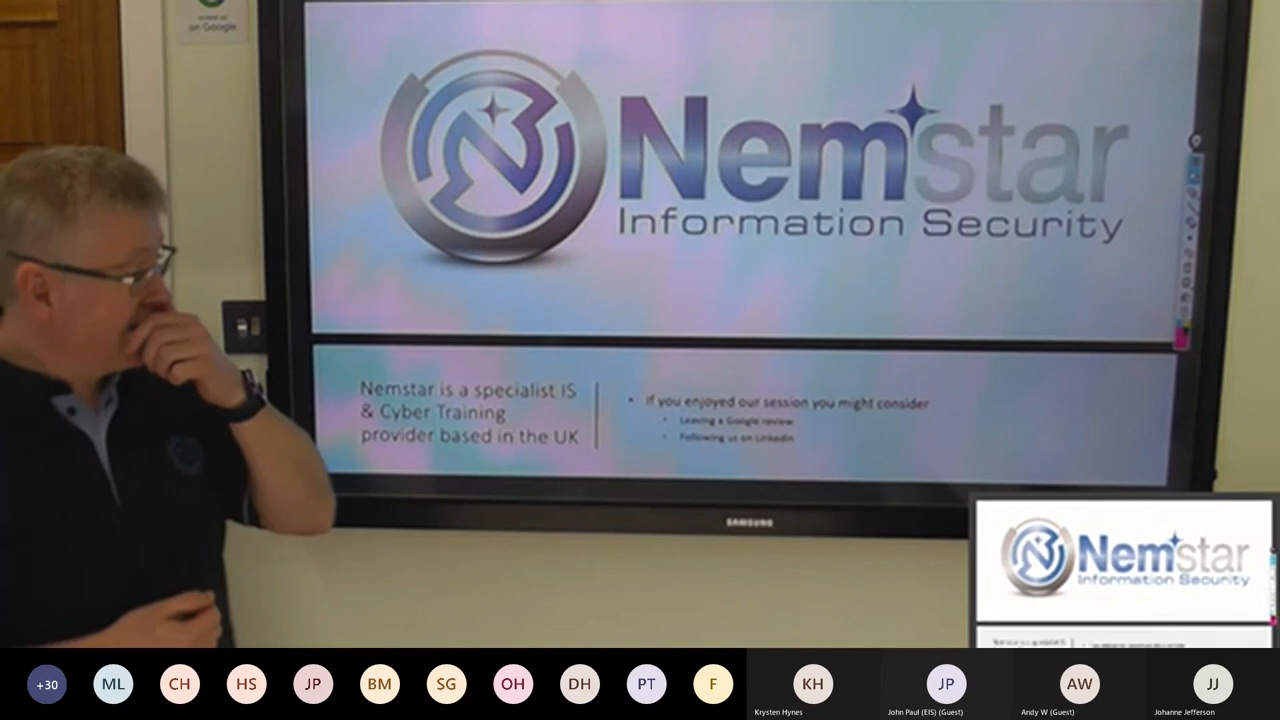 on Google
Nemstar
Information Security
Nemstar is a specialist IS
& Cyber Training
provider based in the UK
• If you enjoyed our session you might consider
• Leaving a Google review
• Following us on LinkedIn
SAMSUNG
Nemstar
Information Security
+30
ML
CH
HS
JP
BM
SG
OH
DH
PT
F
KH
JP
AW
JJ
Krysten Hynes
John Paul (EIS) (Guest)
Andy W (Guest)
Johanne Jefferson